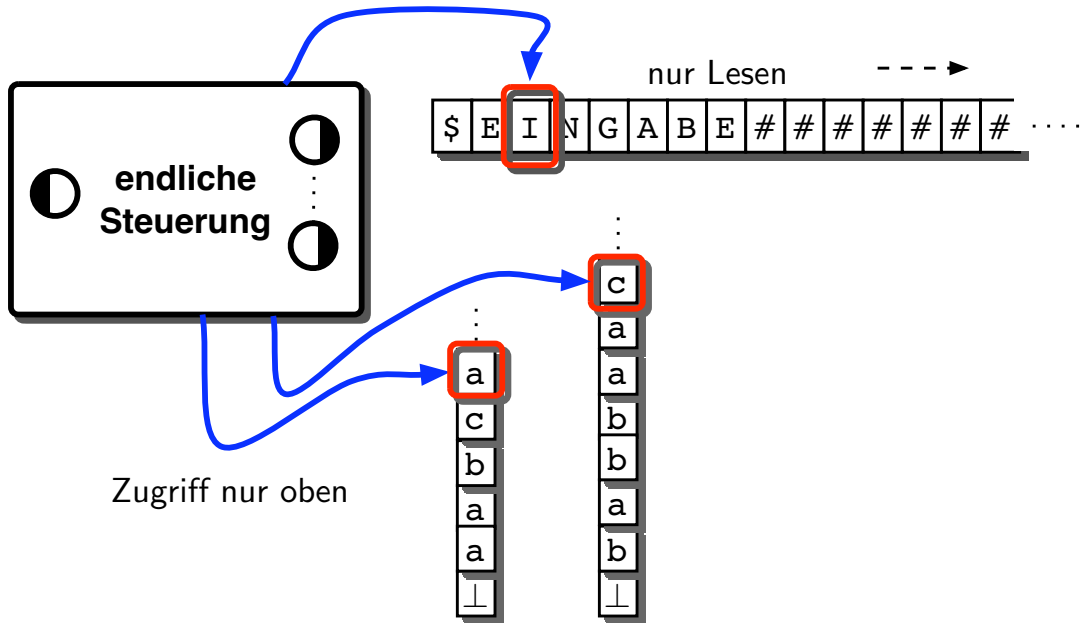 nur Lesen
$ E I N G A B E # # # # # # #
endliche
Steuerung
Zugriff nur oben
a
c
b
a
a
⊥
c
a
a
b
b
a
b
⊥